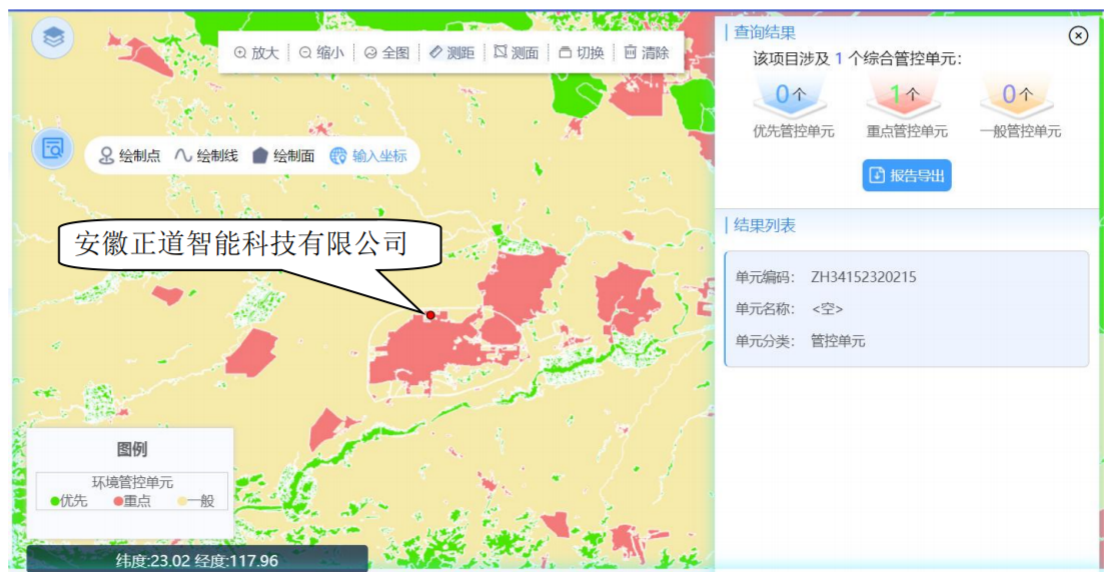 放大 缩小 全图 测距 测面 切换 清除
绘制点 绘制线 绘制面 输入坐标
安徽正道智能科技有限公司
图例
环境管控单元
优先 重点 一般
纬度:23.02 经度:117.96
查询结果
该项目涉及 1 个综合管控单元:
0个 1个 0个
优先管控单元 重点管控单元 一般管控单元
报告导出
结果列表
单元编码: ZH34152320215
单元名称: <空>
单元分类: 管控单元